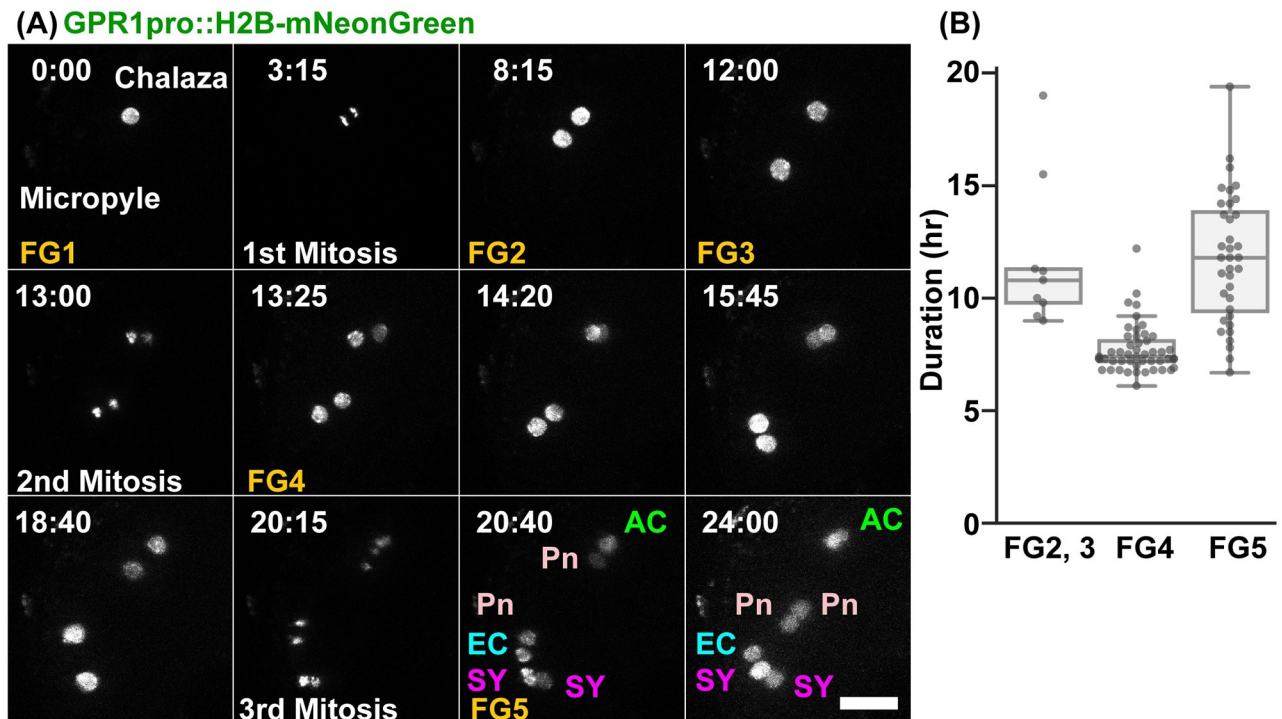 (A) GPR1pro::H2B-mNeonGreen
0:00
Chalaza
Micropyle
FG1
3:15
1st Mitosis
8:15
FG2
12:00
FG3
13:00
2nd Mitosis
13:25
FG4
14:20
15:45
18:40
20:15
3rd Mitosis
20:40
AC
Pn
Pn
EC
SY
SY
FG5
24:00
AC
Pn
Pn
EC
SY
SY
(B)
Duration (hr)
20
15
10
5
0
FG2, 3
FG4
FG5